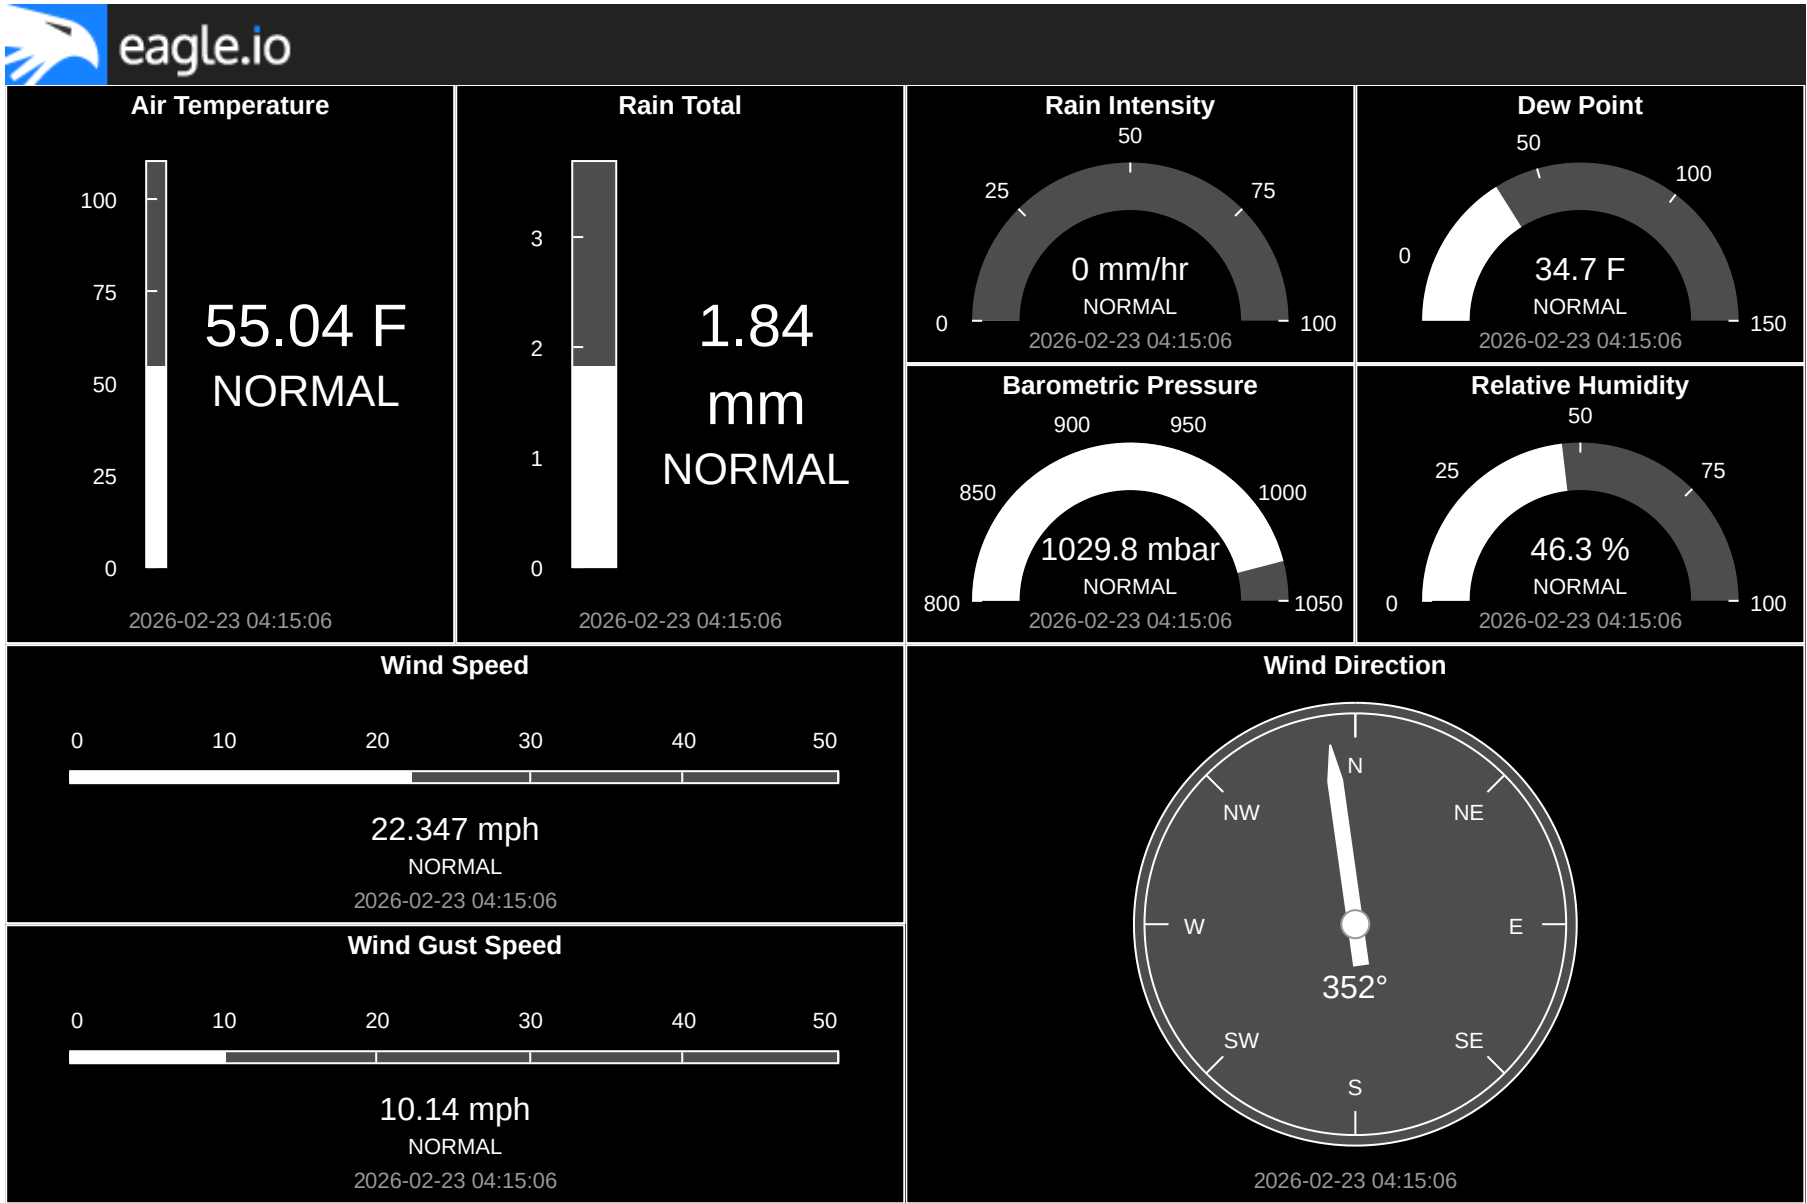 eagle.io
Air Temperature
100
75
50
25
0
55.04 F
NORMAL
2026-02-23 04:15:06
Rain Total
3
2
1
0
1.84
mm
NORMAL
2026-02-23 04:15:06
Rain Intensity
50
25
75
0
100
0 mm/hr
NORMAL
2026-02-23 04:15:06
Dew Point
50
100
0
150
34.7 F
NORMAL
2026-02-23 04:15:06
Barometric Pressure
900
950
850
1000
800
1050
1029.8 mbar
NORMAL
2026-02-23 04:15:06
Relative Humidity
50
25
75
0
100
46.3 %
NORMAL
2026-02-23 04:15:06
Wind Speed
0 10 20 30 40 50
22.347 mph
NORMAL
2026-02-23 04:15:06
Wind Gust Speed
0 10 20 30 40 50
10.14 mph
NORMAL
2026-02-23 04:15:06
Wind Direction
N
NW
NE
W
E
352°
SW
SE
S
2026-02-23 04:15:06